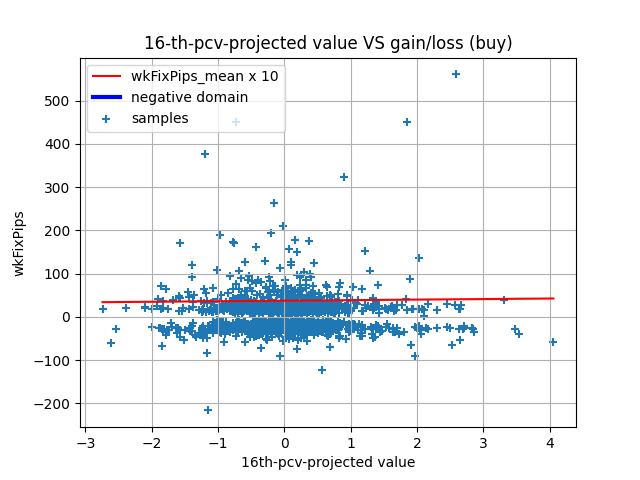 16-th-pcv-projected value VS gain/loss (buy)
wkFixPips_mean x 10
negative domain
samples
wkFixPips
500
400
300
200
100
0
−100
−200
−3
−2
−1
0
1
2
3
4
16th-pcv-projected value